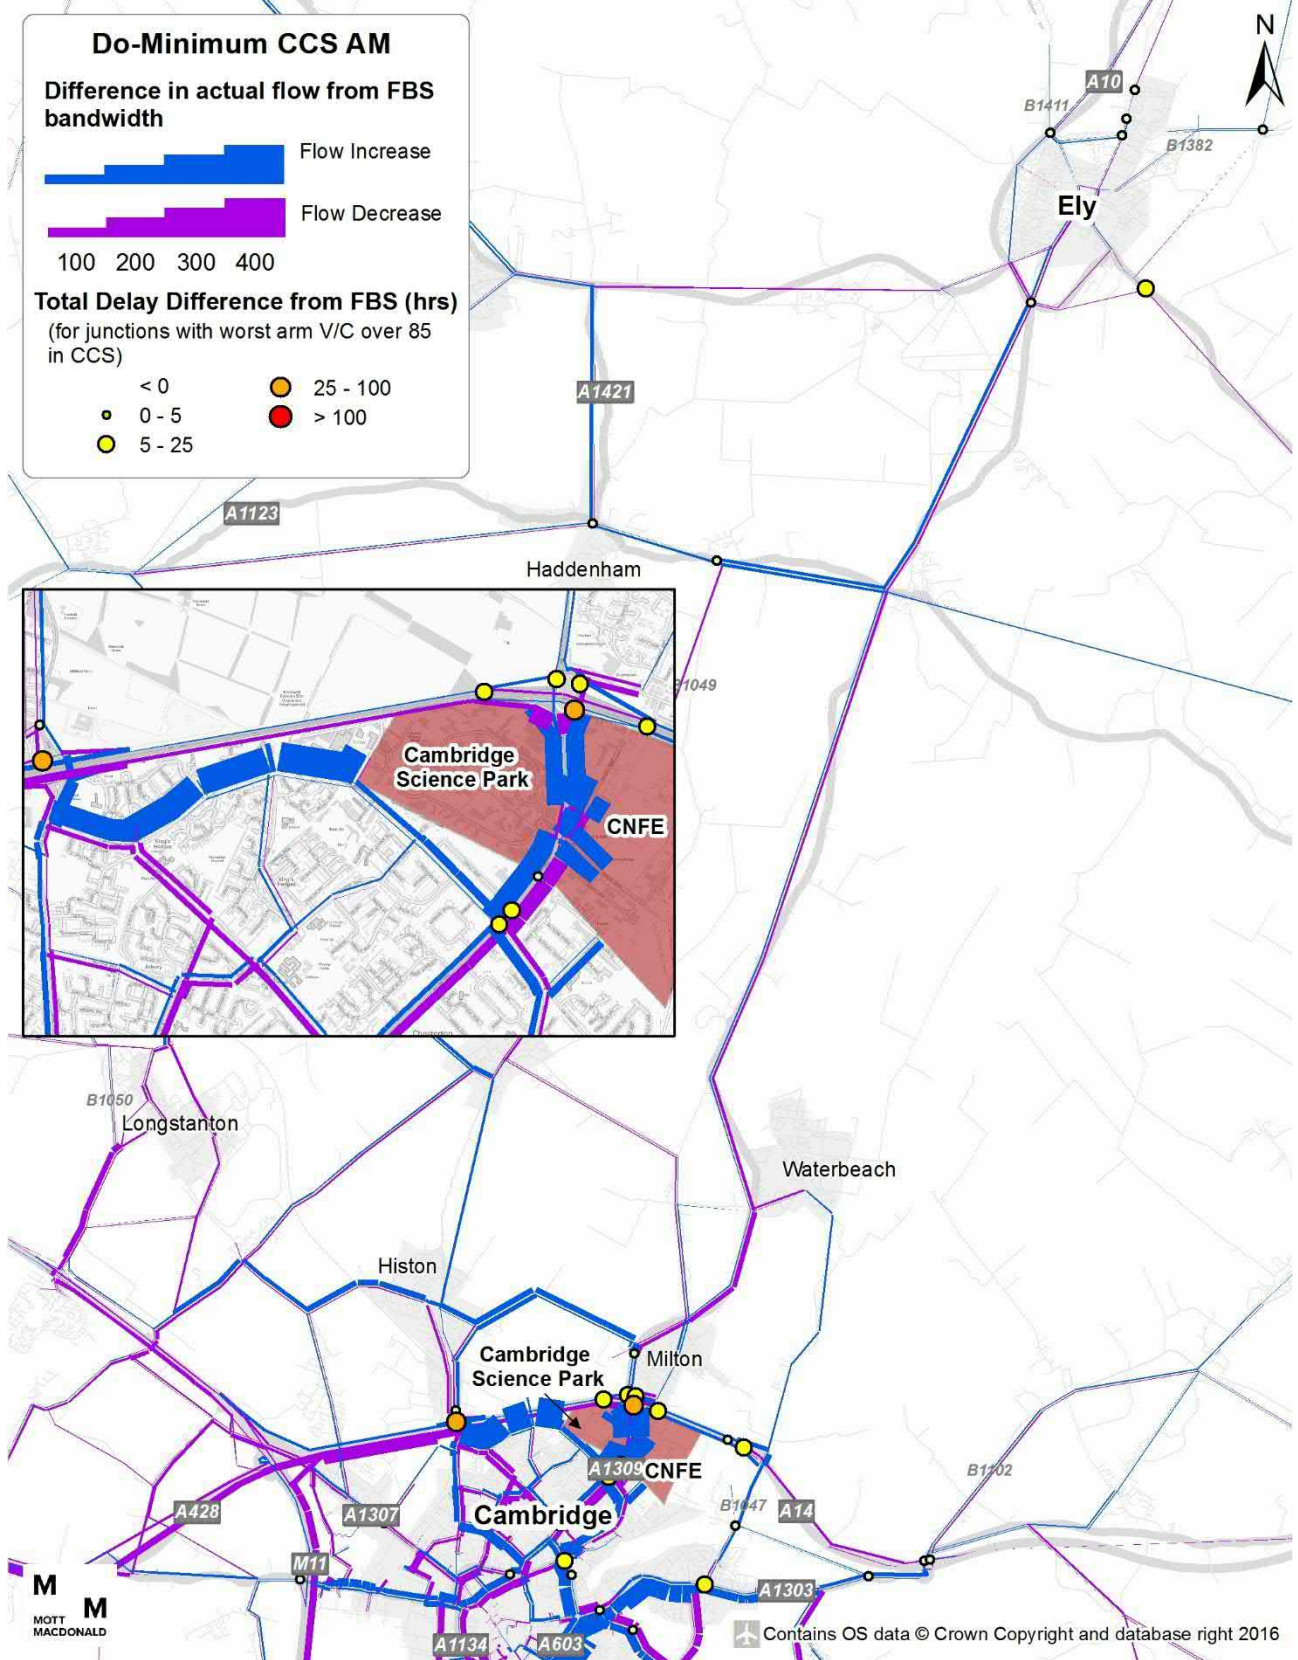 Do-Minimum CCS AM
Difference in actual flow from FBS
bandwidth
Flow Increase
Flow Decrease
100 200 300 400
Total Delay Difference from FBS (hrs)
(for junctions with worst arm V/C over 85
in CCS)
< 0
25 - 100
0 - 5
> 100
5 - 25
N
A10
B1411
B1382
Ely
A1421
A1123
Haddenham
B1049
Cambridge
Science Park
CNFE
Chesterton
B1050
Longstanton
Waterbeach
Histon
Cambridge
Science Park
Milton
A1309
CNFE
B1102
A428
A1307
Cambridge
B1047
A14
M11
A1303
M
M
MOTT
MACDONALD
A1134
A603
Contains OS data © Crown Copyright and database right 2016